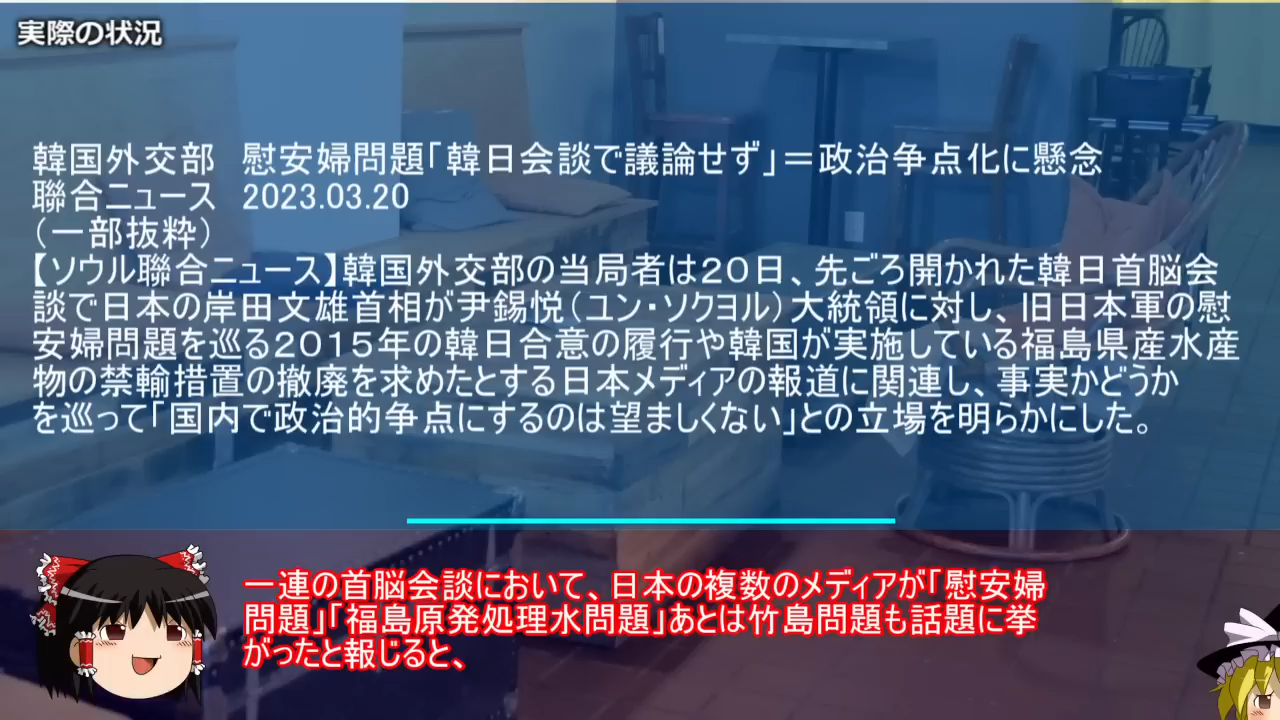 実際の状況
韓国外交部　慰安婦問題「韓日会談で議論せず」＝政治争点化に懸念
聯合ニュース　2023.03.20
（一部抜粋）
【ソウル聯合ニュース】韓国外交部の当局者は２０日、先ごろ開かれた韓日首脳会
談で日本の岸田文雄首相が尹錫悦（ユン・ソクヨル）大統領に対し、旧日本軍の慰
安婦問題を巡る２０１５年の韓日合意の履行や韓国が実施している福島県産水産
物の禁輸措置の撤廃を求めたとする日本メディアの報道に関連し、事実かどうか
を巡って「国内で政治的争点にするのは望ましくない」との立場を明らかにした。
一連の首脳会談において、日本の複数のメディアが「慰安婦
問題」「福島原発処理水問題」あとは竹島問題も話題に挙
がったと報じると、